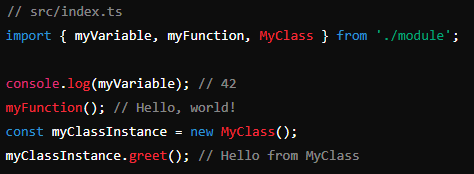 // src/index.ts
import { myVariable, myFunction, MyClass } from './module';
console.log(myVariable); // 42
myFunction(); // Hello, world!
const myClassInstance = new MyClass();
myClassInstance.greet(); // Hello from MyClass